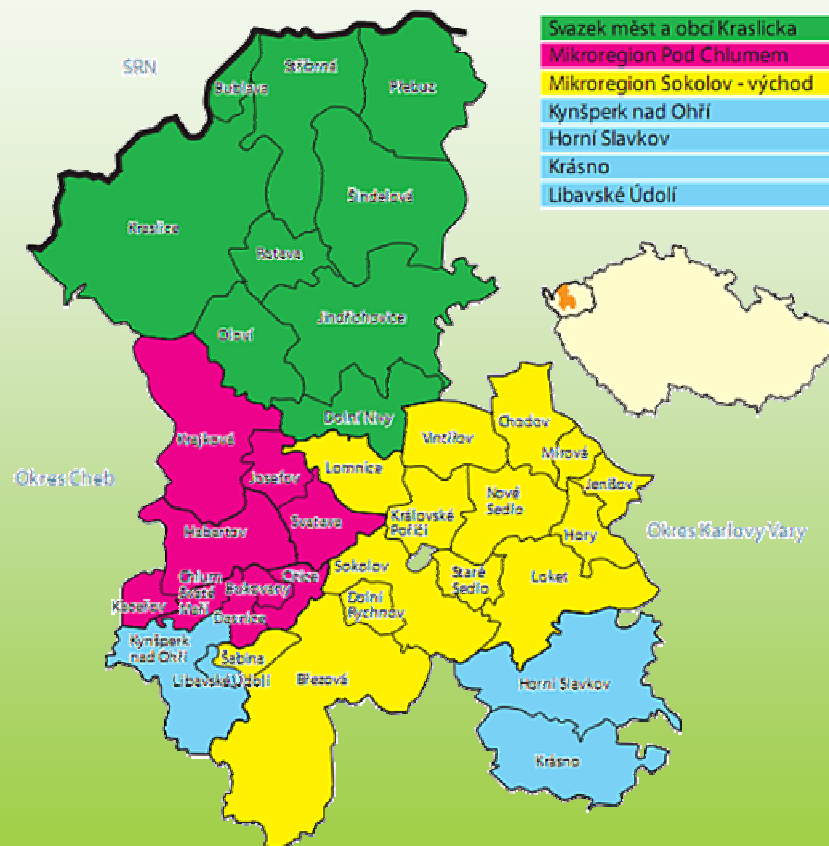 Svazek měst a obcí Kraslicka
Mikroregion Pod Chlumem
Mikroregion Sokolov - východ
Kynšperk nad Ohří
Horní Slavkov
Krásno
Libavské Údolí
SRN
Stříbrná
Bublava
Přebuz
Šindelová
Kraslice
Rotava
Jindřichovice
Oloví
Dolní Nivy
Krajková
Josefov
Lomnice
Vintířov
Chodov
Mírová
Jenišov
Okres Cheb
Nové
Sedlo
Královské
Poříčí
Svatava
Habartov
Hory
Okres Karlovy Vary
Sokolov
Staré
Sedlo
Loket
Chlum
Svaté
Maří
Bukovany
Citice
Kaceřov
Dasnice
Dolní
Rychnov
Kynšperk
nad Ohří
Šabina
Libavské Údolí
Březová
Horní Slavkov
Krásno